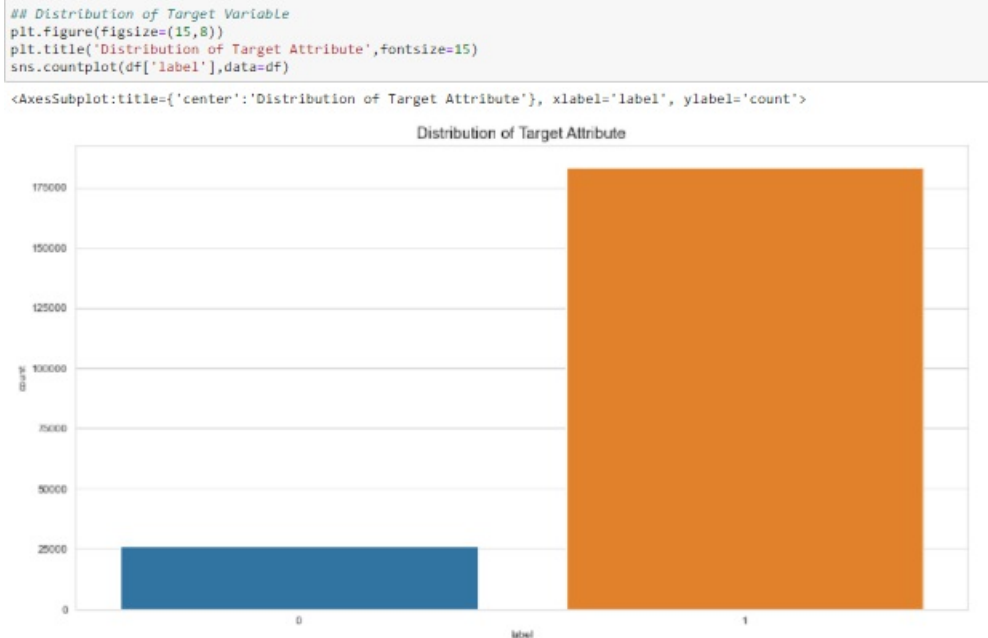 ## Distribution of Target Variable
plt.figure(figsize=(15,8))
plt.title('Distribution of Target Attribute',fontsize=15)
sns.countplot(df['label'],data=df)
<AxesSubplot:title={'center':'Distribution of Target Attribute'}, xlabel='label', ylabel='count'>
Distribution of Target Attribute
175000
150000
125000
100000
75000
50000
25000
0
count
0 1
label